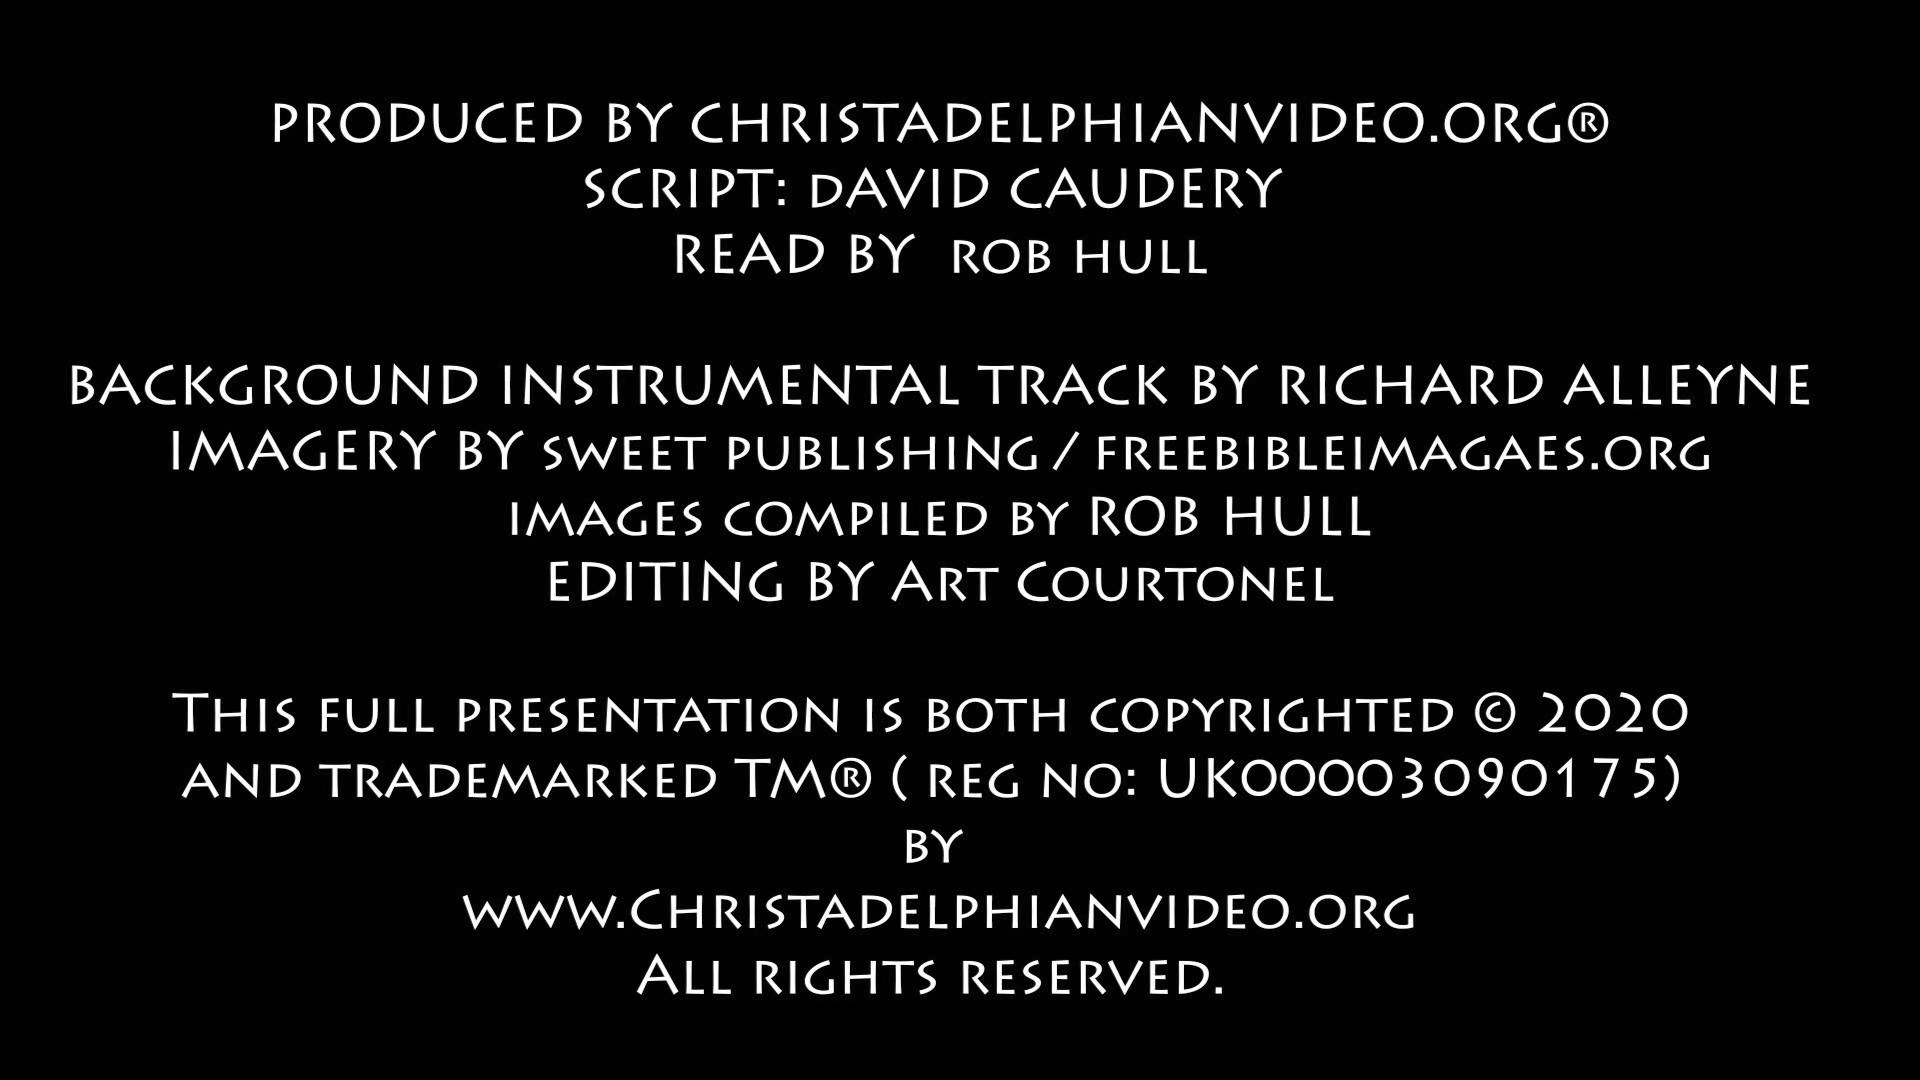 PRODUCED BY CHRISTADELPHIANVIDEO.ORG®
SCRIPT: dAVID CAUDERY
READ BY rob hull
BACKGROUND INSTRUMENTAL TRACK BY RICHARD ALLEYNE
IMAGERY BY sweet publishing / freebibleimagaes.org
images compiled by ROB HULL
EDITING BY Art Courtonel
This full presentation is both copyrighted © 2020
and trademarked TM® ( reg no: UK00003090175)
by
www.Christadelphianvideo.org
All rights reserved.